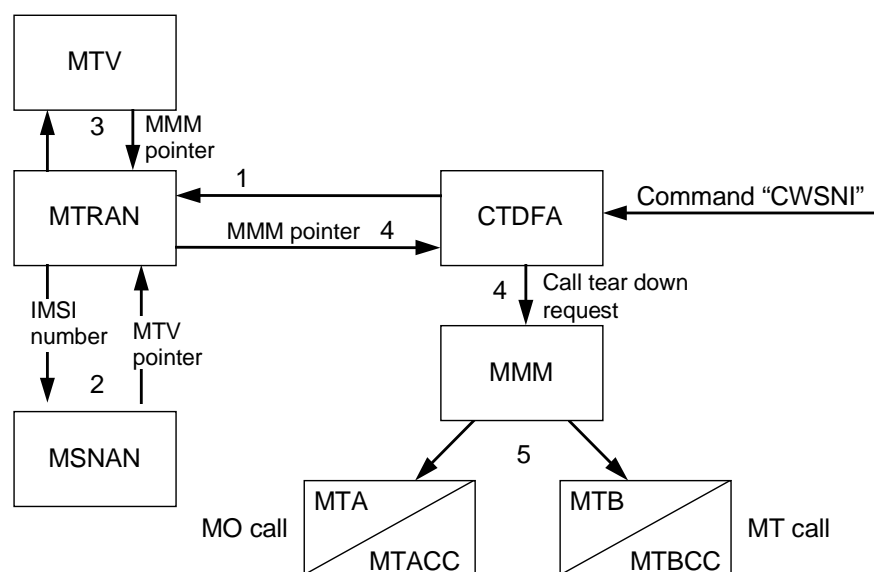 MTV
3
MMM
pointer
1
MTRAN
CTDFA
Command “CWSNI”
MMM pointer
4
4
Call tear down
request
IMSI
number
MTV
pointer
2
MMM
MSNAN
5
MO call
MTA
MTACC
MTB
MTBCC
MT call